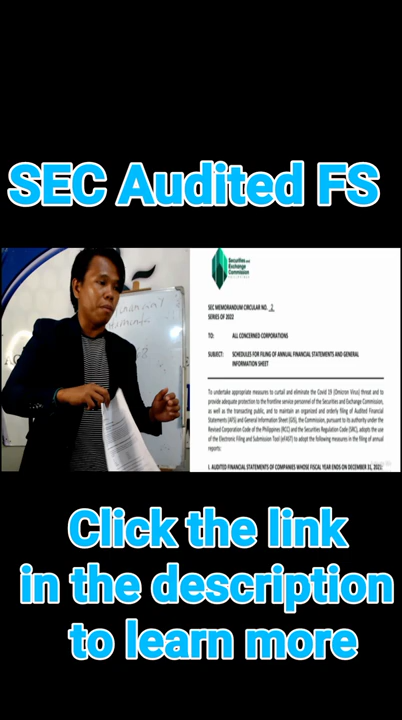 SEC Audited FS
Securities and
Exchange
Commission
PHILIPPINES
SEC MEMORANDUM CIRCULAR NO. 2
SERIES OF 2022
TO: ALL CONCERNED CORPORATIONS
SUBJECT: SCHEDULES FOR FILING OF ANNUAL FINANCIAL STATEMENTS AND GENERAL
INFORMATION SHEET
To undertake appropriate measures to curtail and eliminate the Covid 19 (Omicron Virus) threat and to
provide adequate protection to the frontline service personnel of the Securities and Exchange Commission,
as well as the transacting public, and to maintain an organized and orderly filing of Audited Financial
Statements (AFS) and General Information Sheet (GIS), the Commission, pursuant to its authority under the
Revised Corporation Code of the Philippines (RCC) and the Securities Regulation Code (SRC), adopts the use
of the Electronic Filing and Submission Tool (eFAST) to adopt the following measures in the filing of annual
reports:
I. AUDITED FINANCIAL STATEMENTS OF COMPANIES WHOSE FISCAL YEAR ENDS ON DECEMBER 31, 2021:
Click the link
in the description
to learn more